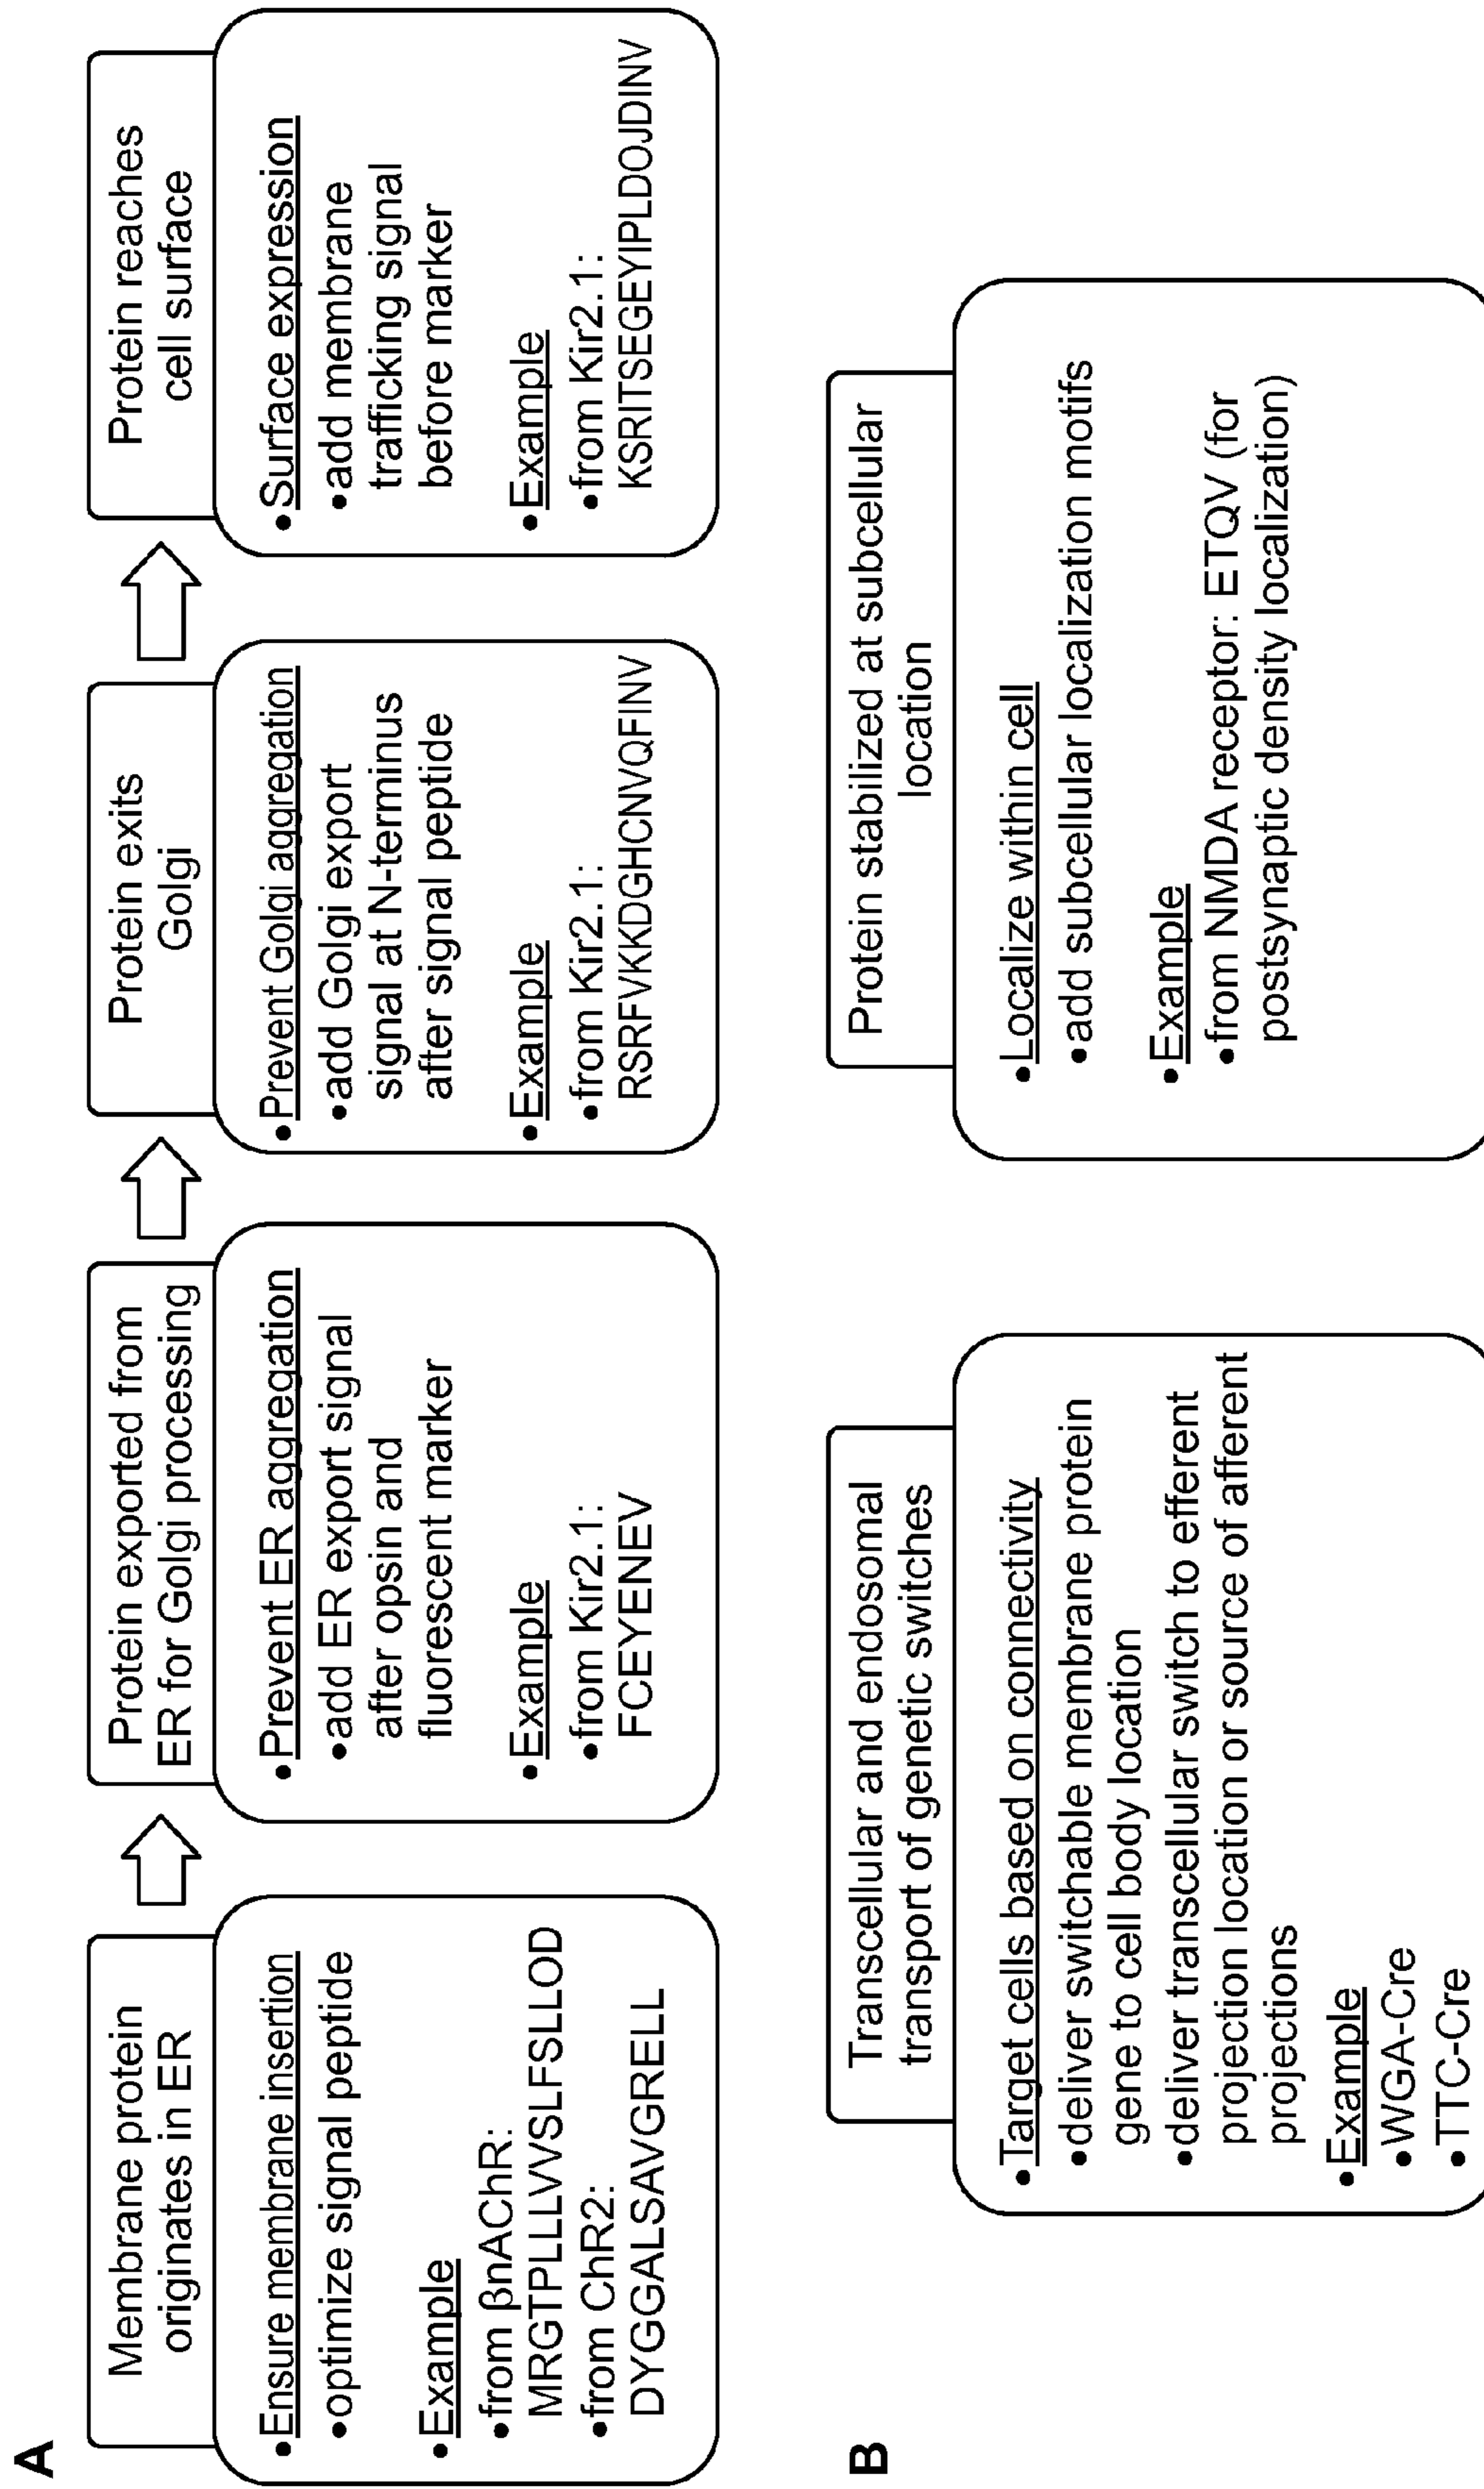 A
Membrane protein
originates in ER
• Ensure membrane insertion
• optimize signal peptide
• Example
• from βnAChR:
MRGTPLLLVVSLFSLLOD
• from ChR2:
DYGGALSAVGRELL
Protein exported from
ER for Golgi processing
• Prevent ER aggregation
• add ER export signal
after opsin and
fluorescent marker
• Example
• from Kir2.1:
FCEYENEV
Protein exits
Golgi
• Prevent Golgi aggregation
• add Golgi export
signal at N-terminus
after signal peptide
• Example
• from Kir2.1:
RSRFVKKDGHCNVQFINV
Protein reaches
cell surface
• Surface expression
• add membrane
trafficking signal
before marker
• Example
• from Kir2.1:
KSRITSEGEYIPLDOJDINV
B
Transcellular and endosomal
transport of genetic switches
• Target cells based on connectivity
• deliver switchable membrane protein
gene to cell body location
• deliver transcellular switch to efferent
projection location or source of afferent
projections
• Example
• WGA-Cre
• TTC-Cre
Protein stabilized at subcellular
location
• Localize within cell
• add subcellular localization motifs
• Example
• from NMDA receptor: ETQV (for
postsynaptic density localization)